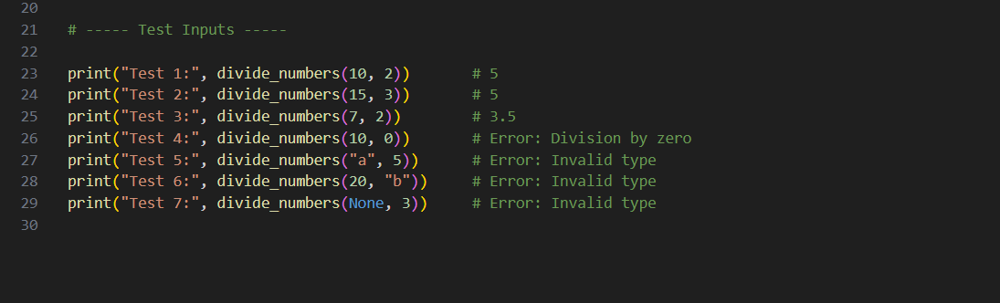 20
21 # ----- Test Inputs -----
22
23 print("Test 1:", divide_numbers(10, 2))       # 5
24 print("Test 2:", divide_numbers(15, 3))       # 5
25 print("Test 3:", divide_numbers(7, 2))        # 3.5
26 print("Test 4:", divide_numbers(10, 0))       # Error: Division by zero
27 print("Test 5:", divide_numbers("a", 5))      # Error: Invalid type
28 print("Test 6:", divide_numbers(20, "b"))     # Error: Invalid type
29 print("Test 7:", divide_numbers(None, 3))     # Error: Invalid type
30